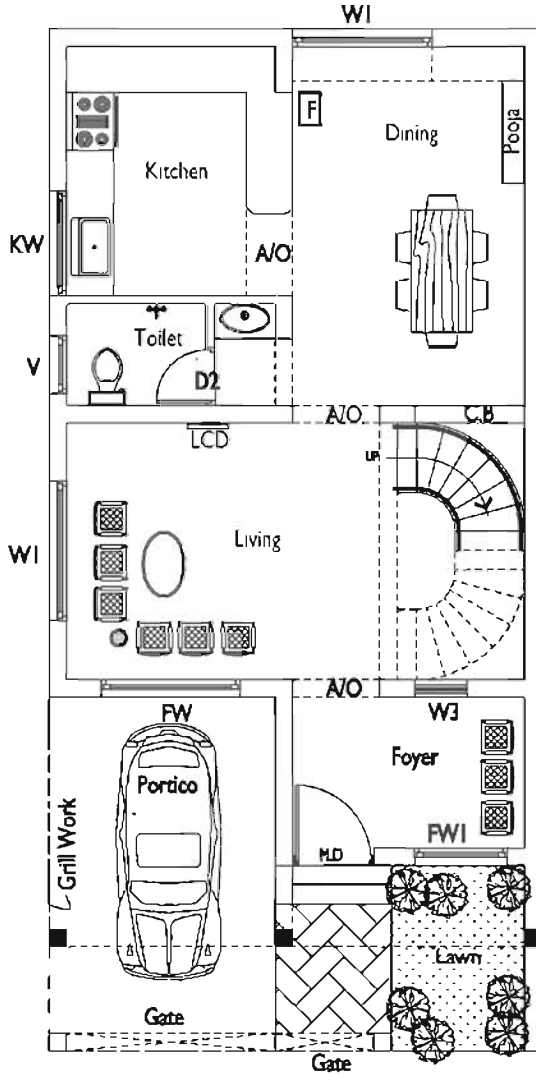 W1
F
Dining
Pooja
Kitchen
KW
A/O
Toilet
V
D2
A/O
C.B
LCD
UP
W1
Living
A/O
FW
W3
Portico
Foyer
Grill Work
FW1
M.D
Lawn
Gate
Gate